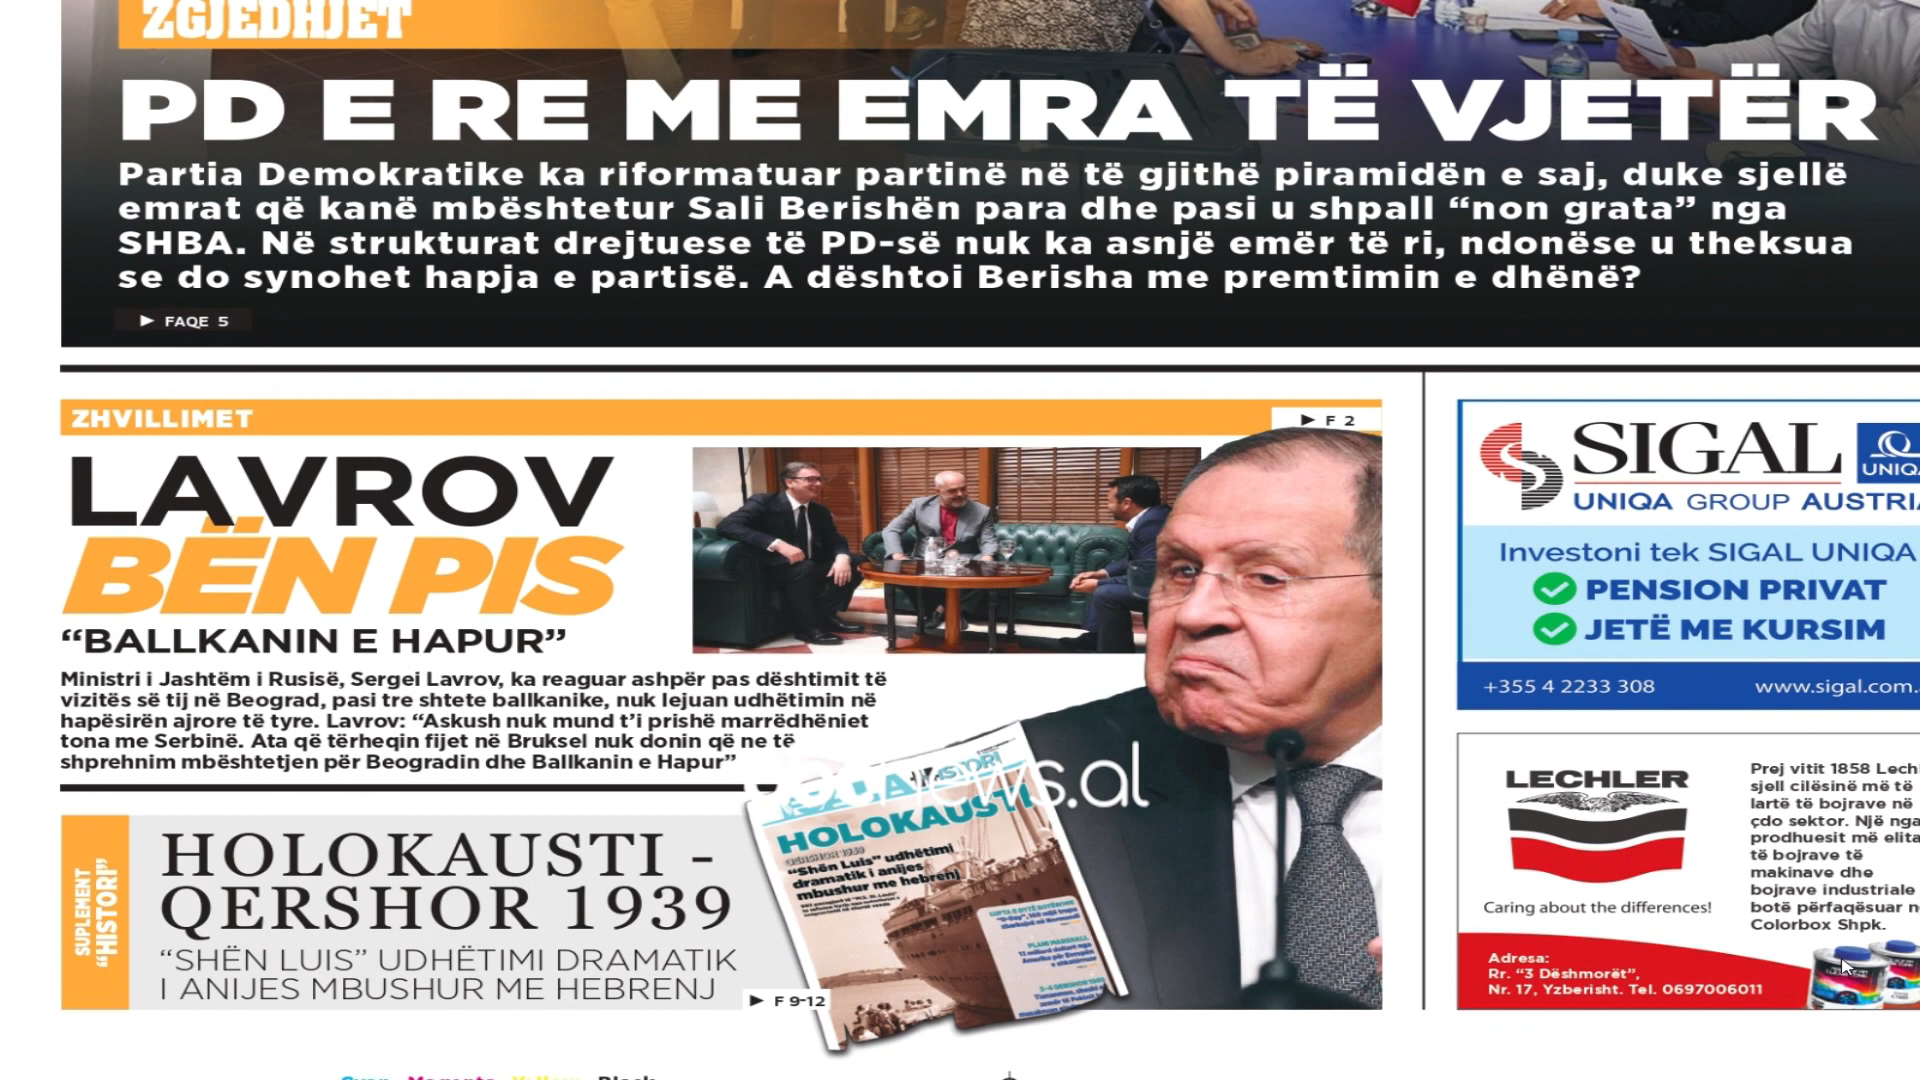 ZGJEDHJET
PD E RE ME EMRA TË VJETËR
Partia Demokratike ka riformatuar partinë në të gjithë piramidën e saj, duke sjellë
emrat që kanë mbështetur Sali Berishën para dhe pasi u shpall “non grata” nga
SHBA. Në strukturat drejtuese të PD-së nuk ka asnjë emër të ri, ndonëse u theksua
se do synohet hapja e partisë. A dështoi Berisha me premtimin e dhënë?
► FAQE 5
ZHVILLIMET
► F 2
LAVROV
BËN PIS
“BALLKANIN E HAPUR”
Ministri i Jashtëm i Rusisë, Sergei Lavrov, ka reaguar ashpër pas dështimit të
vizitës së tij në Beograd, pasi tre shtete ballkanike, nuk lejuan udhëtimin në
hapësirën ajrore të tyre. Lavrov: “Askush nuk mund t’i prishë marrëdhëniet
tona me Serbinë. Ata që tërheqin fijet në Bruksel nuk donin që ne të
shprehnim mbështetjen për Beogradin dhe Ballkanin e Hapur”
news.al
SUPLEMENT
“HISTORI”
HOLOKAUSTI -
QERSHOR 1939
“SHËN LUIS” UDHËTIMI DRAMATIK
I ANIJES MBUSHUR ME HEBRENJ
► F 9-12
HOLOKAUSTI
QERSHOR 1939
“Shën Luis” udhëtimi
dramatik i anijes
mbushur me hebrenj
SIGAL
UNIQA
UNIQA GROUP AUSTRIA
Investoni tek SIGAL UNIQA
PENSION PRIVAT
JETË ME KURSIM
+355 4 2233 308
www.sigal.com.
LECHLER
Caring about the differences!
Prej vitit 1858 Lechl
sjell cilësinë më të
lartë të bojrave në
çdo sektor. Një nga
prodhuesit më elita
të bojrave të
makinave dhe
bojrave industriale
botë përfaqësuar n
Colorbox Shpk.
Adresa:
Rr. “3 Dëshmorët”,
Nr. 17, Yzberisht. Tel. 0697006011
Cyan Magenta Yellow Black